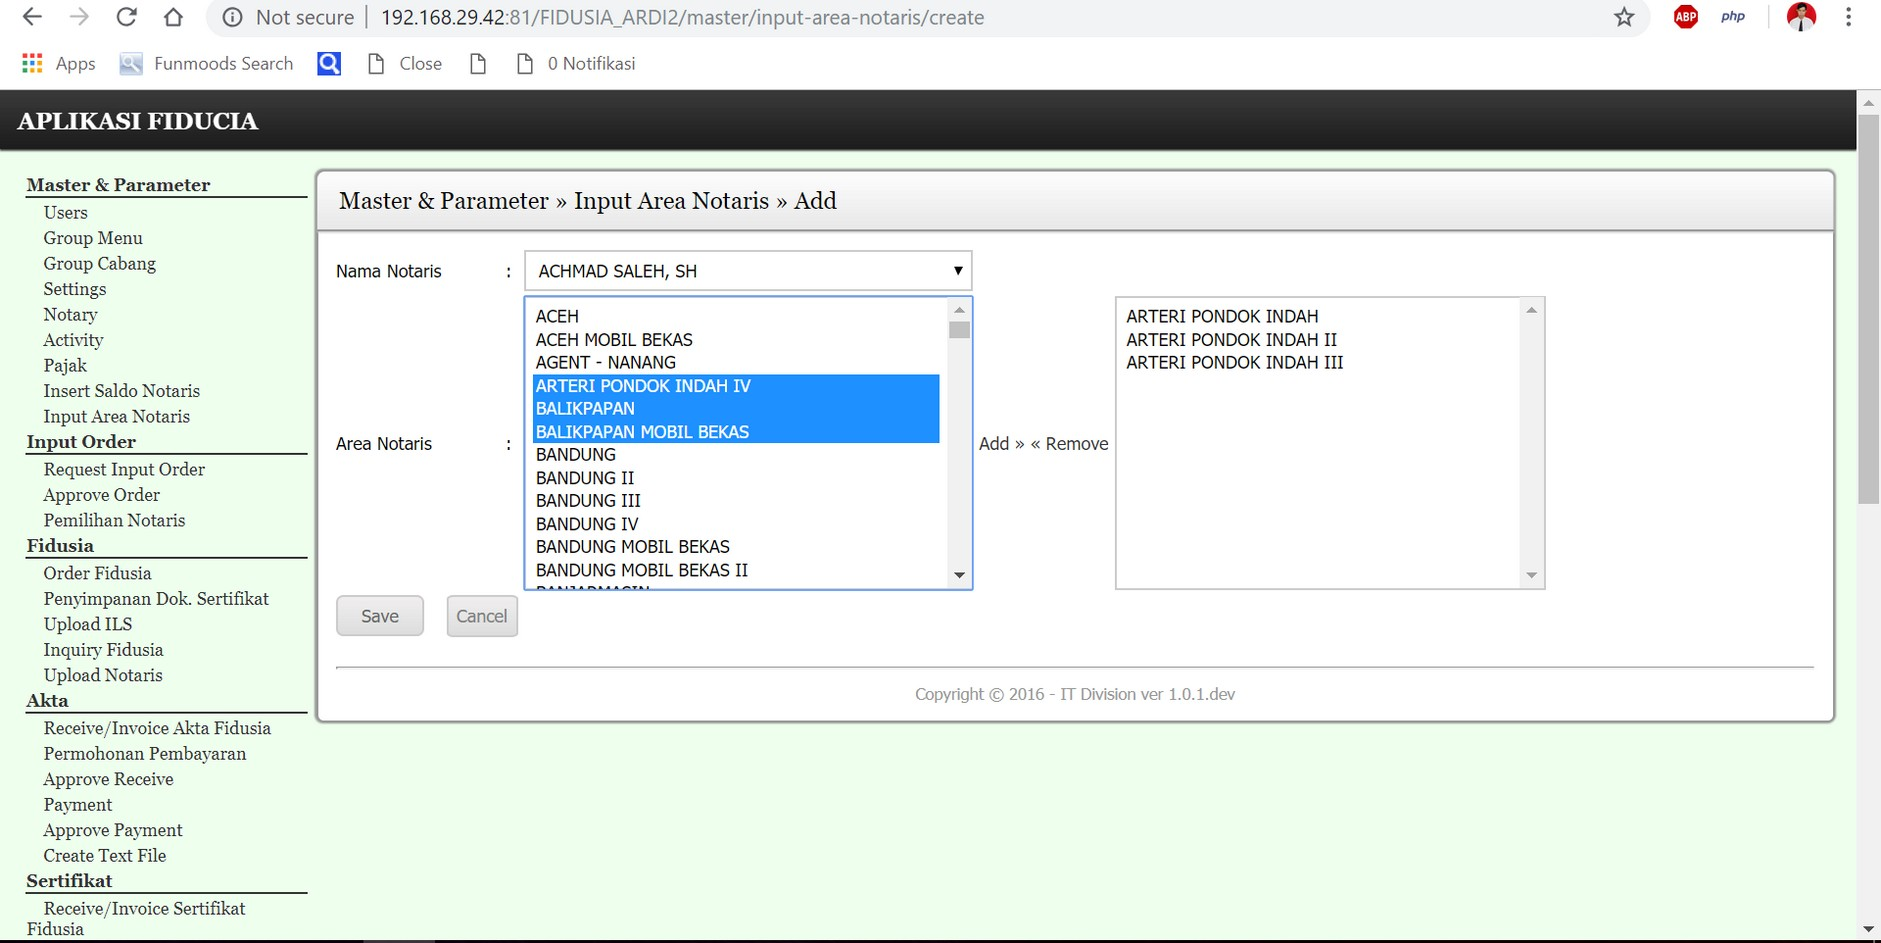 Not secure | 192.168.29.42:81/FIDUSIA_ARDI2/master/input-area-notaris/create
ABP
php
Apps
Funmoods Search
Close
0 Notifikasi
APLIKASI FIDUCIA
Master & Parameter
Users
Group Menu
Group Cabang
Settings
Notary
Activity
Pajak
Insert Saldo Notaris
Input Area Notaris
Input Order
Request Input Order
Approve Order
Pemilihan Notaris
Fidusia
Order Fidusia
Penyimpanan Dok. Sertifikat
Upload ILS
Inquiry Fidusia
Upload Notaris
Akta
Receive/Invoice Akta Fidusia
Permohonan Pembayaran
Approve Receive
Payment
Approve Payment
Create Text File
Sertifikat
Receive/Invoice Sertifikat
Fidusia
Master & Parameter » Input Area Notaris » Add
Nama Notaris : ACHMAD SALEH, SH
Area Notaris :
ACEH
ACEH MOBIL BEKAS
AGENT - NANANG
ARTERI PONDOK INDAH IV
BALIKPAPAN
BALIKPAPAN MOBIL BEKAS
BANDUNG
BANDUNG II
BANDUNG III
BANDUNG IV
BANDUNG MOBIL BEKAS
BANDUNG MOBIL BEKAS II
BANJARMASIN
Add » « Remove
ARTERI PONDOK INDAH
ARTERI PONDOK INDAH II
ARTERI PONDOK INDAH III
Save
Cancel
Copyright © 2016 - IT Division ver 1.0.1.dev